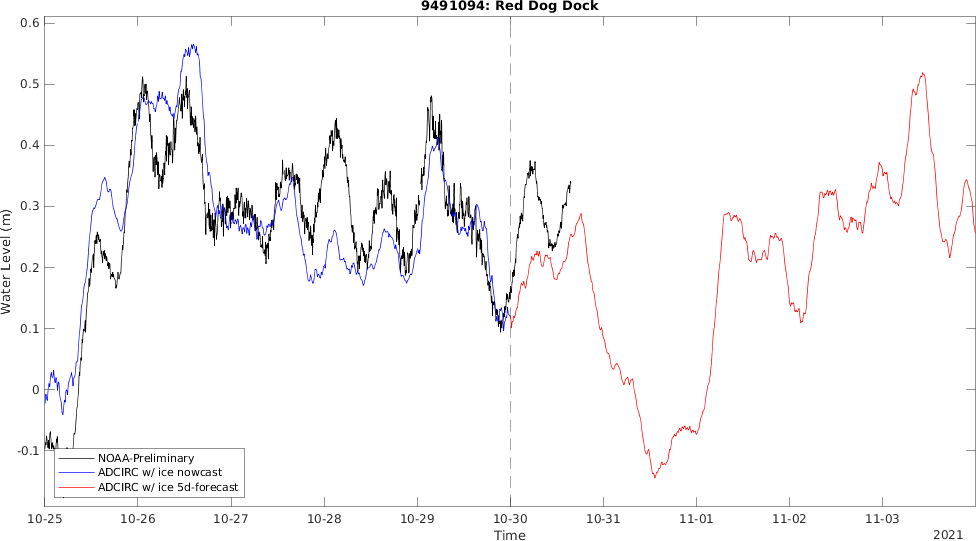 9491094: Red Dog Dock
0.6
0.5
0.4
0.3
0.2
0.1
0
-0.1
Water Level (m)
NOAA-Preliminary
ADCIRC w/ ice nowcast
ADCIRC w/ ice 5d-forecast
10-25 10-26 10-27 10-28 10-29 10-30 10-31 11-01 11-02 11-03
Time
2021